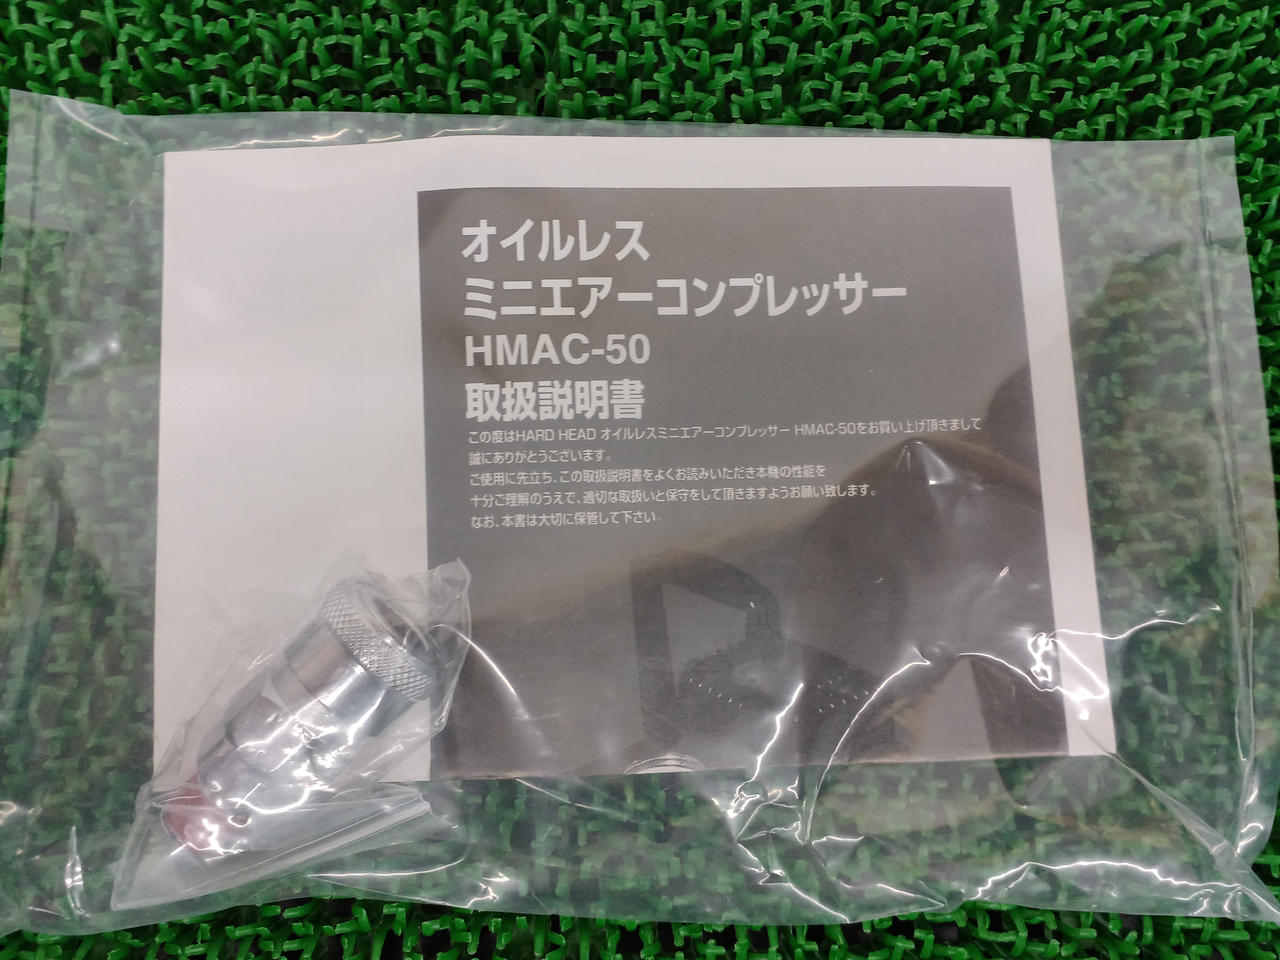 オイルレス
ミニエアーコンプレッサー
HMAC-50
取扱説明書
この度はHARD HEAD オイルレスミニエアーコンプレッサー HMAC-50をお買い上げ頂きまして
誠にありがとうございます。
ご使用に先立ち、この取扱説明書をよくお読みいただき本機の性能を
十分ご理解のうえで、適切な取扱いと保守をして頂きますようお願い致します。
なお、本書は大切に保管して下さい。